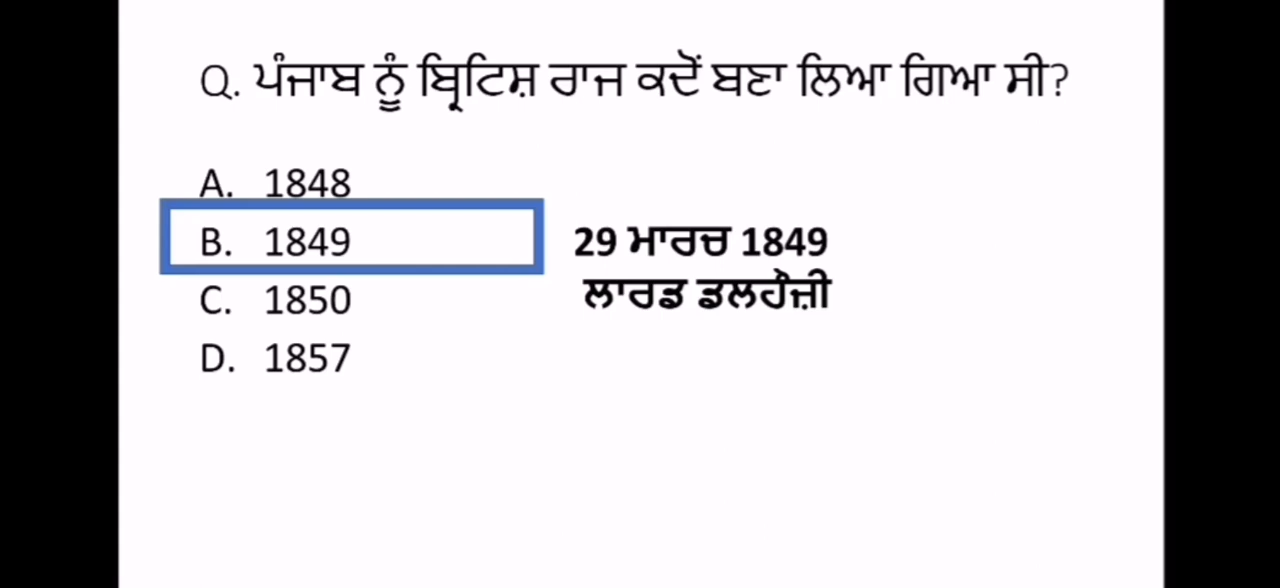 Q. ਪੰਜਾਬ ਨੂੰ ਬ੍ਰਿਟਿਸ਼ ਰਾਜ ਕਦੋਂ ਬਣਾ ਲਿਆ ਗਿਆ ਸੀ?
A. 1848
B. 1849
C. 1850
D. 1857
29 ਮਾਰਚ 1849
ਲਾਰਡ ਡਲਹੌਜ਼ੀ